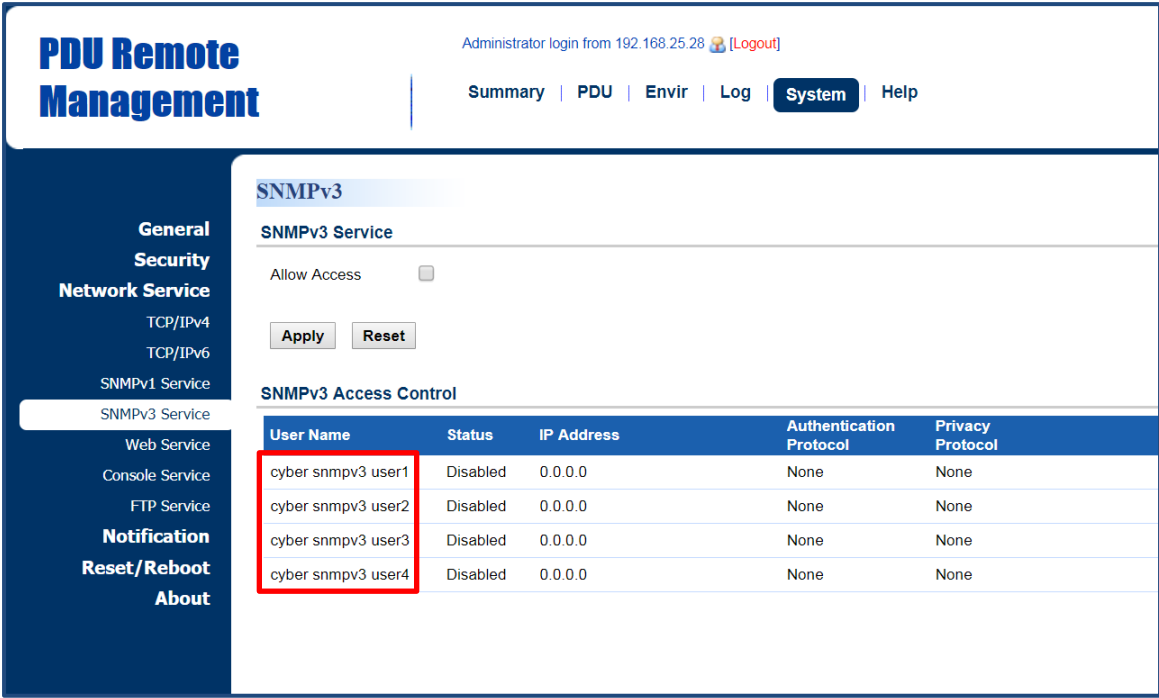 PDU Remote
Management
Administrator login from 192.168.25.28 [Logout]
Summary | PDU | Envir | Log | System | Help
General
Security
Network Service
TCP/IPv4
TCP/IPv6
SNMPv1 Service
SNMPv3 Service
Web Service
Console Service
FTP Service
Notification
Reset/Reboot
About
SNMPv3
SNMPv3 Service
Allow Access
Apply Reset
SNMPv3 Access Control
User Name Status IP Address Authentication Protocol Privacy Protocol
cyber snmpv3 user1 Disabled 0.0.0.0 None None
cyber snmpv3 user2 Disabled 0.0.0.0 None None
cyber snmpv3 user3 Disabled 0.0.0.0 None None
cyber snmpv3 user4 Disabled 0.0.0.0 None None